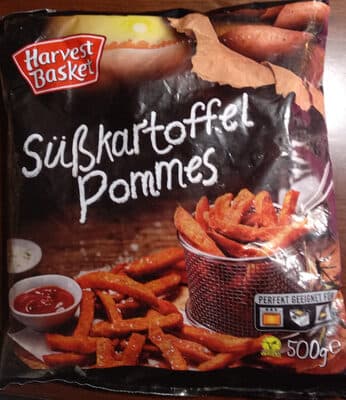 Harvest
Basket
Süßkartoffel
Pommes
PERFEKT GEEIGNET FÜR
500g e